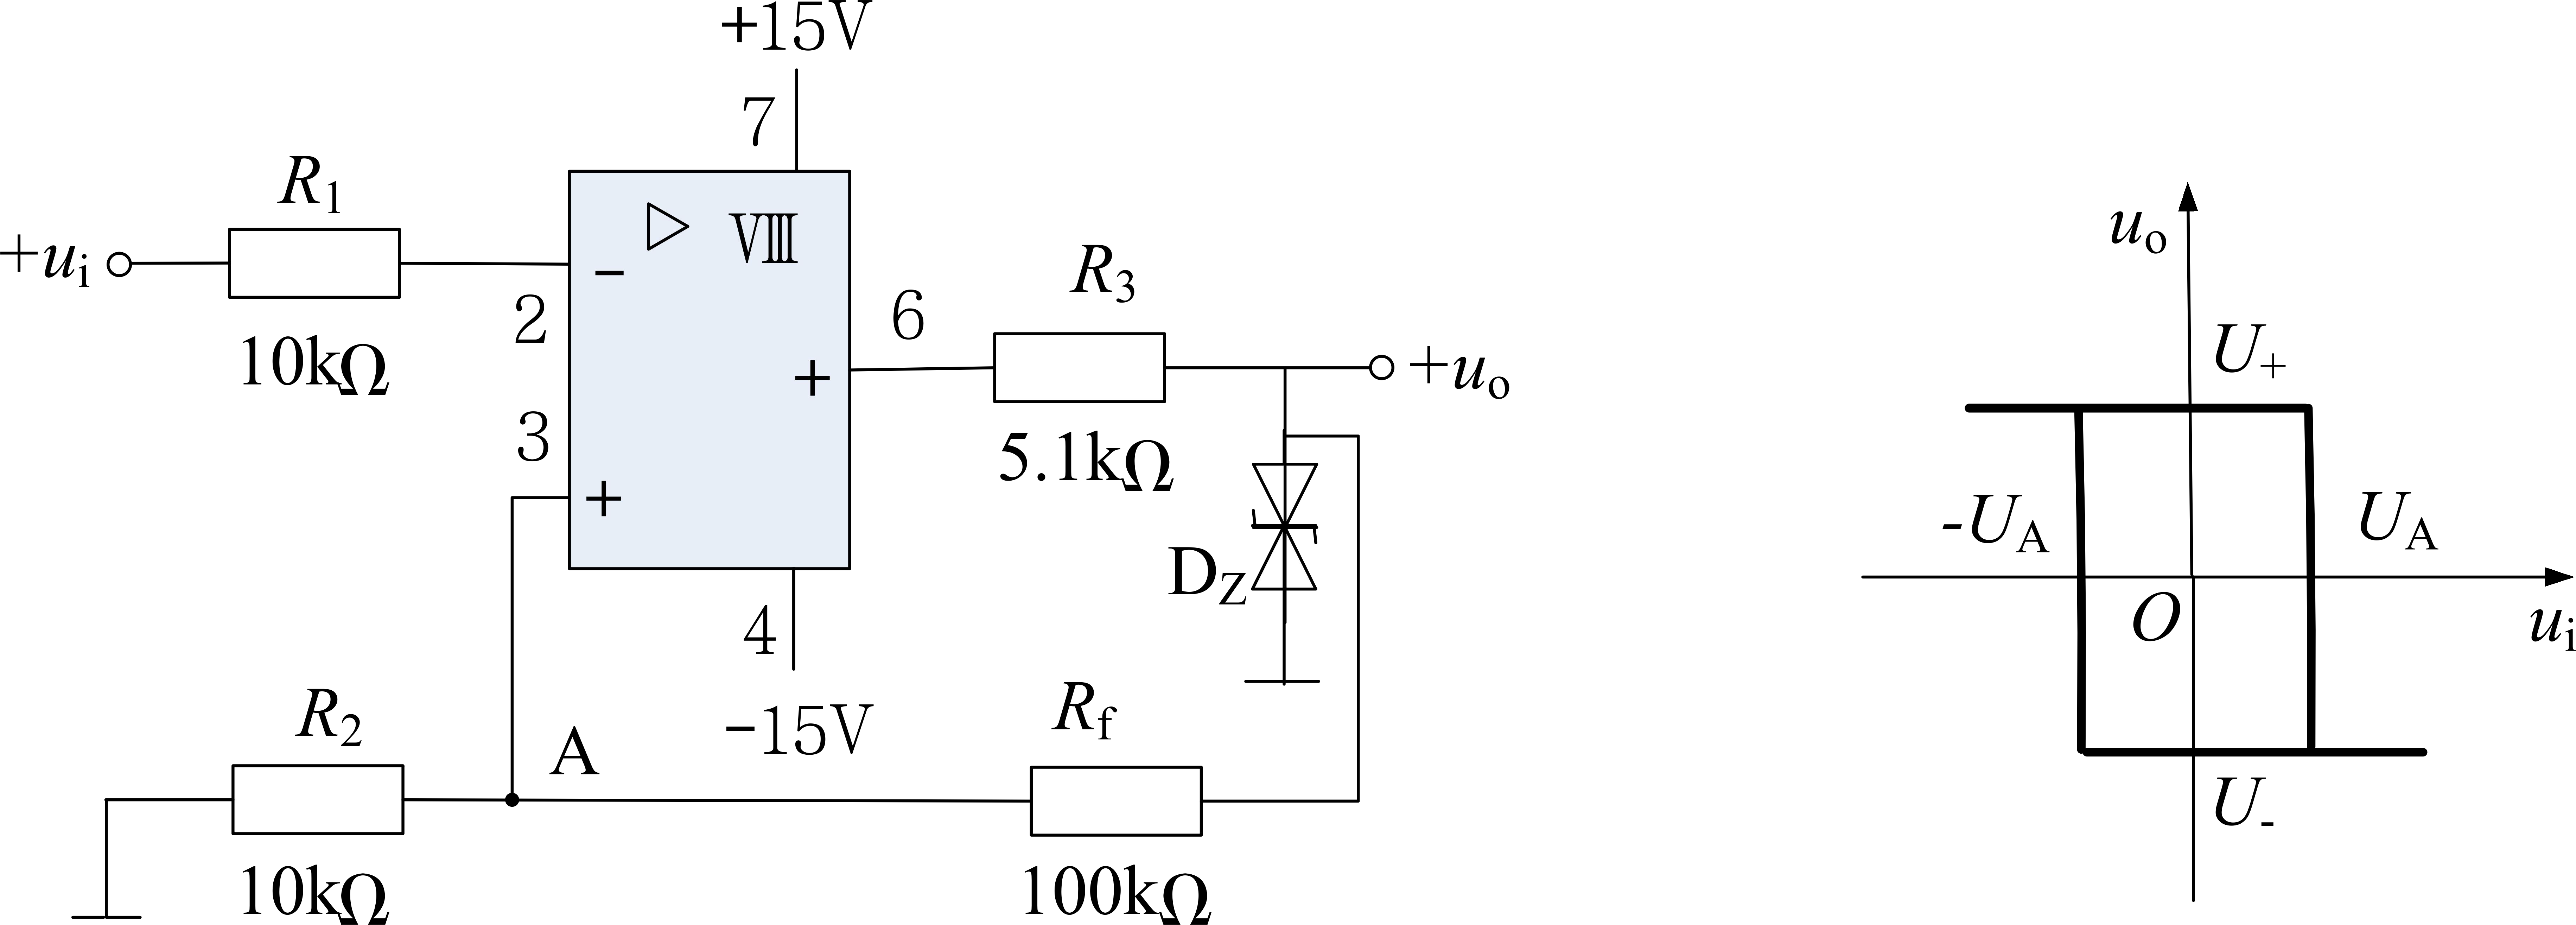 +15V
7
R1
+ui
10kΩ
▷ Ⅷ
-
+
+
2
3
6
4
-15V
R3
5.1kΩ
+uo
DZ
R2
10kΩ
A
Rf
100kΩ
uo
U+
-UA
UA
O
ui
U-